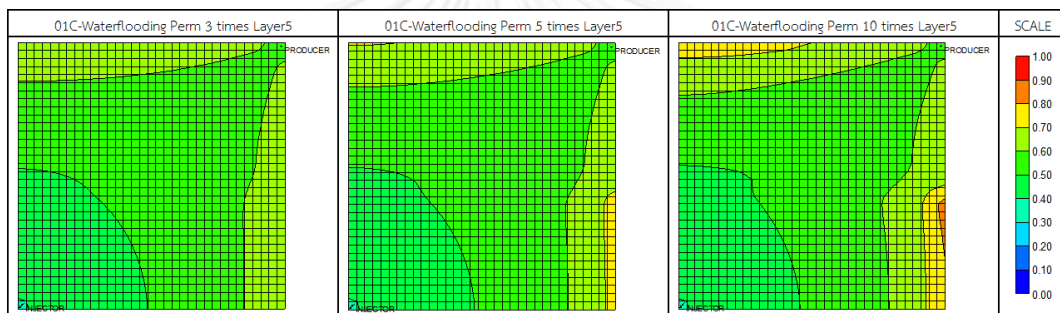 01C-Waterflooding Perm 3 times Layer5
01C-Waterflooding Perm 5 times Layer5
01C-Waterflooding Perm 10 times Layer5
SCALE
PRODUCER
PRODUCER
PRODUCER
INJECTOR
INJECTOR
INJECTOR
1.00
0.90
0.80
0.70
0.60
0.50
0.40
0.30
0.20
0.10
0.00